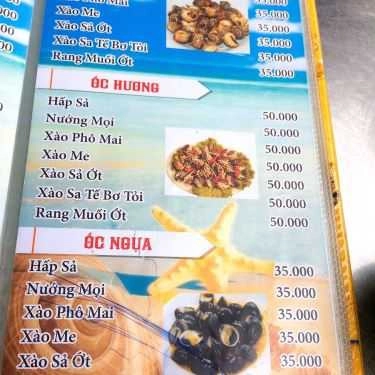 Xào Phô Mai 35.000
Xào Me 35.000
Xào Sả Ớt 35.000
Xào Sa Tế Bơ Tỏi 35.000
Rang Muối Ớt 35.000
ỐC HƯƠNG
Hấp Sả
Nướng Mọi 50.000
Xào Phô Mai 50.000
Xào Me 50.000
Xào Sả Ớt 50.000
Xào Sa Tế Bơ Tỏi 50.000
Rang Muối Ớt 50.000
ỐC NGỰA
Hấp Sả 35.000
Nướng Mọi 35.000
Xào Phô Mai 35.000
Xào Me 35.000
Xào Sả Ớt 35.000